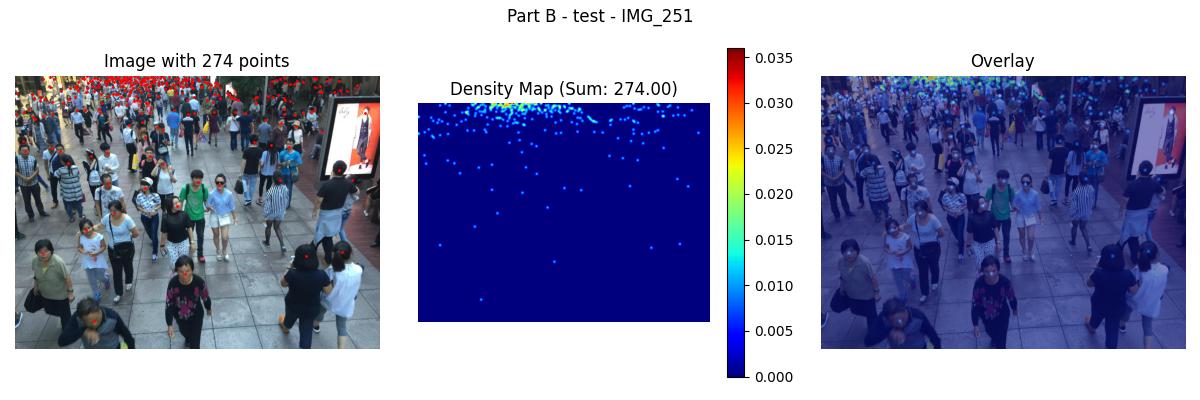 Part B - test - IMG_251
Image with 274 points
Density Map (Sum: 274.00)
Overlay
0.035
0.030
0.025
0.020
0.015
0.010
0.005
0.000